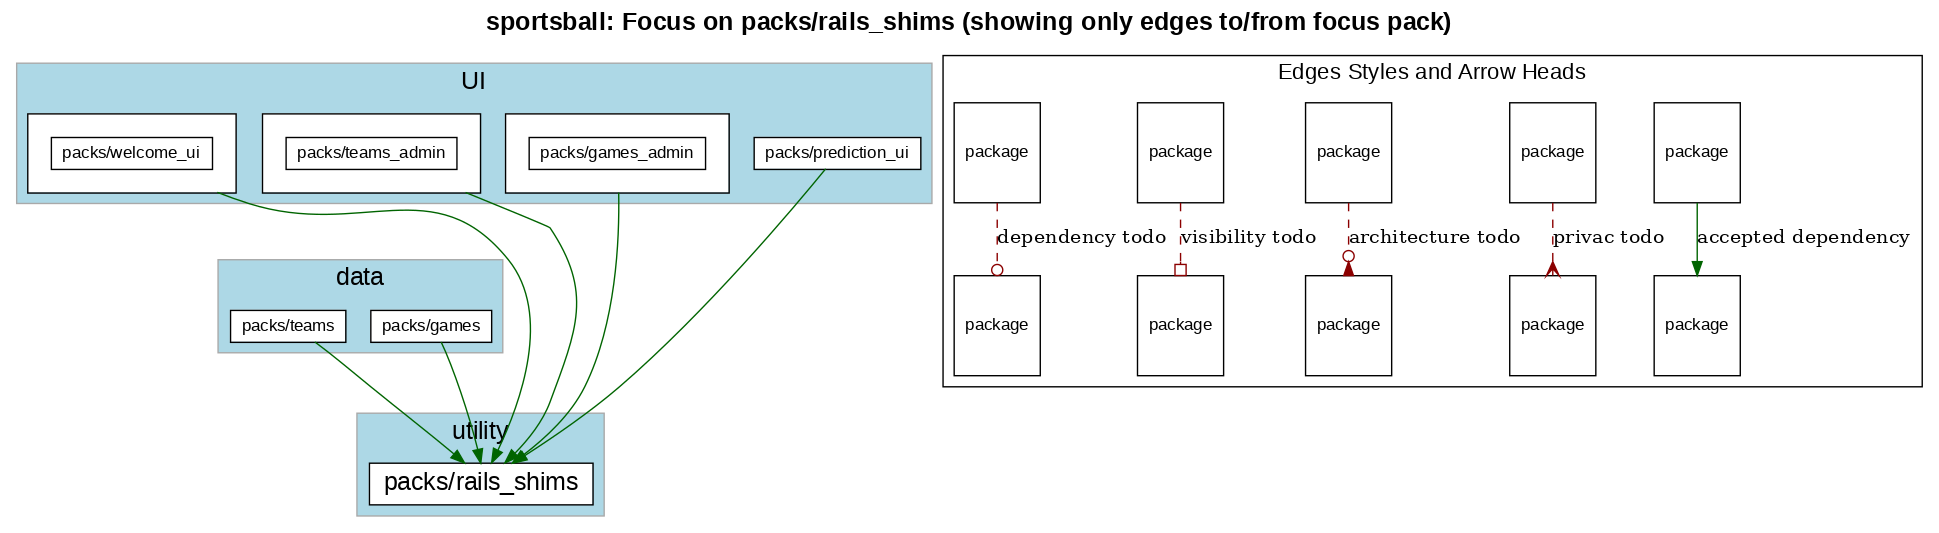 sportsball: Focus on packs/rails_shims (showing only edges to/from focus pack)
UI
packs/welcome_ui
packs/teams_admin
packs/games_admin
packs/prediction_ui
data
packs/teams
packs/games
utility
packs/rails_shims
Edges Styles and Arrow Heads
package
package
package
package
package
dependency todo
visibility todo
architecture todo
privac todo
accepted dependency
package
package
package
package
package